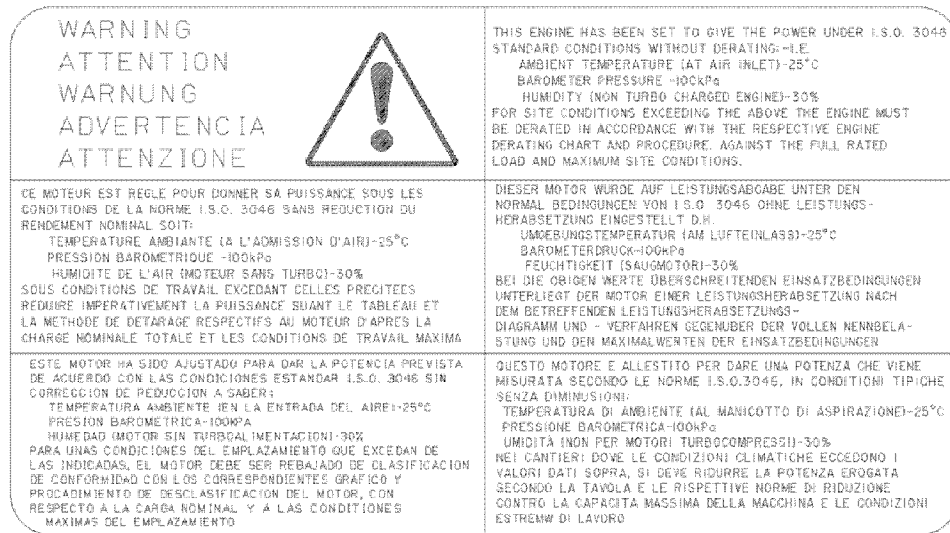 WARNING
ATTENTION
WARNUNG
ADVERTENCIA
ATTENZIONE
THIS ENGINE HAS BEEN SET TO GIVE THE POWER UNDER I.S.O. 3046
STANDARD CONDITIONS WITHOUT DERATING:-I.E.
AMBIENT TEMPERATURE (AT AIR INLET)-25°C
BAROMETER PRESSURE -100kPa
HUMIDITY (NON TURBO CHARGED ENGINE)-30%
FOR SITE CONDITIONS EXCEEDING THE ABOVE THE ENGINE MUST
BE DERATED IN ACCORDANCE WITH THE RESPECTIVE ENGINE
DERATING CHART AND PROCEDURE. AGAINST THE FULL RATED
LOAD AND MAXIMUM SITE CONDITIONS.
CE MOTEUR EST REGLE POUR DONNER SA PUISSANCE SOUS LES
CONDITIONS DE LA NORME I.S.O. 3046 SANS REDUCTION DU
RENDEMENT NOMINAL SOIT:
TEMPERATURE AMBIANTE (A L'ADMISSION D'AIR)-25°C
PRESSION BAROMETRIQUE -100kPa
HUMIDITE DE L'AIR (MOTEUR SANS TURBO)-30%
SOUS CONDITIONS DE TRAVAIL EXCEDANT CELLES PRECITEES
REDUIRE IMPERATIVEMENT LA PUISSANCE SUANT LE TABLEAU ET
LA METHODE DE DETARAGE RESPECTIFS AU MOTEUR D'APRES LA
CHARGE NOMINALE TOTALE ET LES CONDITIONS DE TRAVAIL MAXIMA
DIESER MOTOR WURDE AUF LEISTUNGSABGABE UNTER DEN
NORMAL BEDINGUNGEN VON I.S.O 3046 OHNE LEISTUNGS-
HERABSETZUNG EINGESTELLT D.H.
UMGEBUNGSTEMPERATUR (AM LUFTEINLASS)-25°C
BAROMETERDRUCK-100kPa
FEUCHTIGKEIT (SAUGMOTOR)-30%
BEI DIE OBIGEN WERTE ÜBERSCHREITENDEN EINSATZBEDINGUNGEN
UNTERLIEGT DER MOTOR EINER LEISTUNGSHERABSETZUNG NACH
DEM BETREFFENDEN LEISTUNGSHERABSETZUNGS-
DIAGRAMM UND - VERFAHREN GEGENUBER DER VOLLEN NENNBELA-
STUNG UND DEN MAXIMALWERTEN DER EINSATZBEDINGUNGEN
ESTE MOTOR HA SIDO AJUSTADO PARA DAR LA POTENCIA PREVISTA
DE ACUERDO CON LAS CONDICIONES ESTANDAR I.S.O. 3046 SIN
CORRECCION DE REDUCCION A SABER:
TEMPERATURA AMBIENTE (EN LA ENTRADA DEL AIRE)-25°C
PRESION BAROMETRICA-100KPA
HUMEDAD (MOTOR SIN TURBOALIMENTACION)-30%
PARA UNAS CONDICIONES DEL EMPLAZAMIENTO QUE EXCEDAN DE
LAS INDICADAS, EL MOTOR DEBE SER REBAJADO DE CLASIFICACION
DE CONFORMIDAD CON LOS CORRESPONDIENTES GRAFICO Y
PROCADIMIENTO DE DESCLASIFICACION DEL MOTOR, CON
RESPECTO A LA CARGA NOMINAL Y A LAS CONDITIONES
MAXIMAS DEL EMPLAZAMIENTO
QUESTO MOTORE E ALLESTITO PER DARE UNA POTENZA CHE VIENE
MISURATA SECONDO LE NORME I.S.O.3046, IN CONDITIONI TIPICHE
SENZA DIMINUSIONI:
TEMPERATURA DI AMBIENTE (AL MANICOTTO DI ASPIRAZIONE)-25°C
PRESSIONE BAROMETRICA-100kPa
UMIDITÀ (NON PER MOTORI TURBOCOMPRESSI)-30%
NEI CANTIERI DOVE LE CONDIZIONI CLIMATICHE ECCEDONO I
VALORI DATI SOPRA, SI DEVE RIDURRE LA POTENZA EROGATA
SECONDO LA TAVOLA E LE RISPETTIVE NORME DI RIDUZIONE
CONTRO LA CAPACITA MASSIMA DELLA MACCHINA E LE CONDIZIONI
ESTREMW DI LAVORO